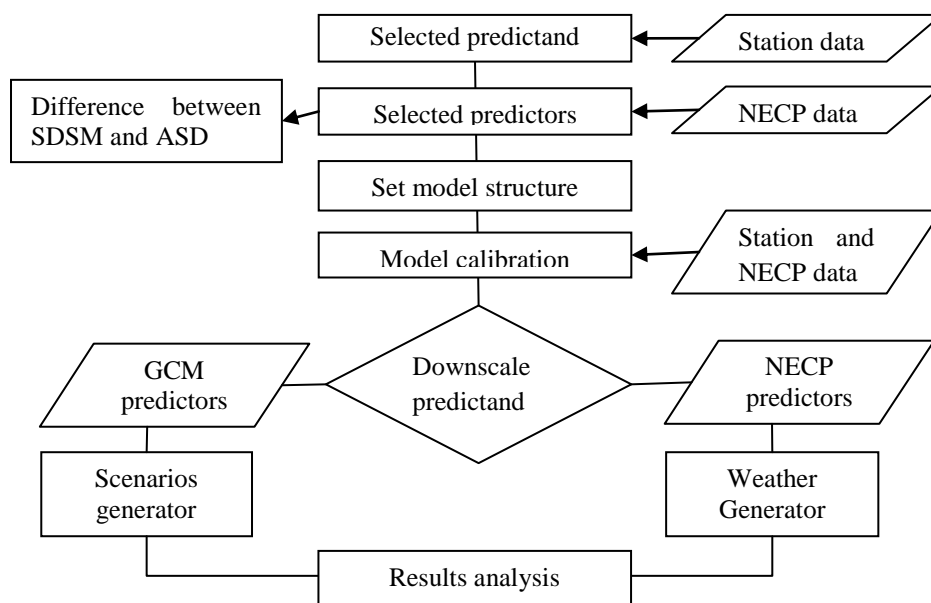 Selected predictand
Station data
Difference between
SDSM and ASD
Selected predictors
NECP data
Set model structure
Model calibration
Station and
NECP data
GCM
predictors
Downscale
predictand
NECP
predictors
Scenarios
generator
Weather
Generator
Results analysis